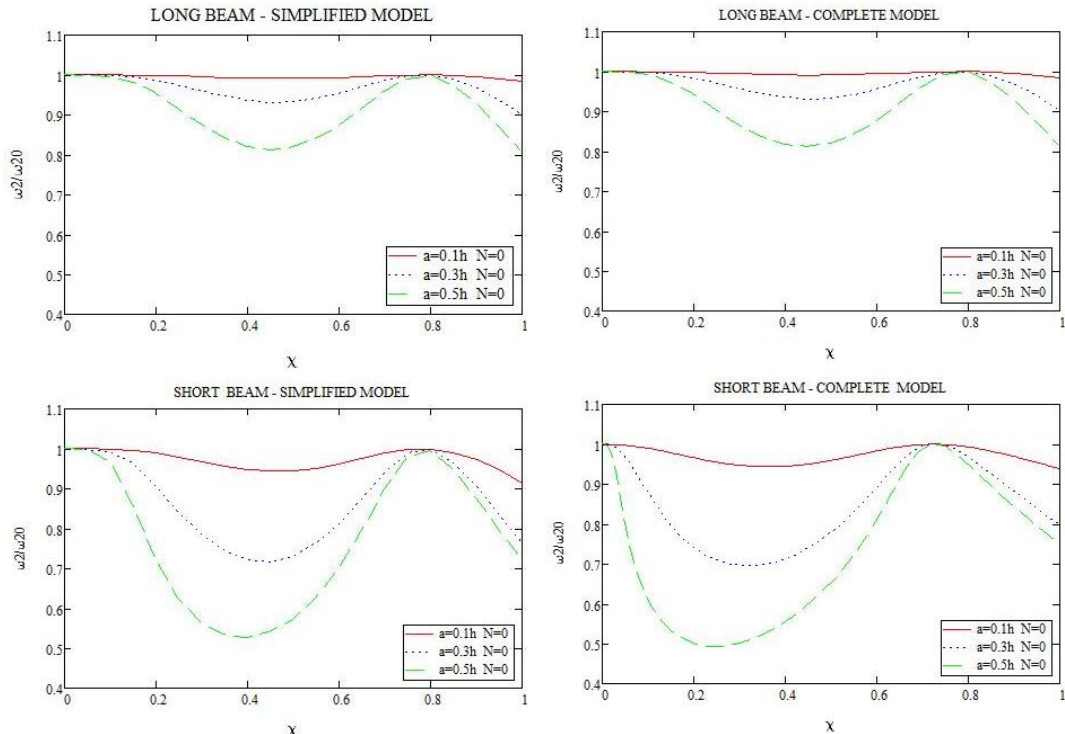 LONG BEAM - SIMPLIFIED MODEL
1.1
1
0.9
0.8
0.7
0.6
0.5
0.4
ω2/ω20
a=0.1h N=0
a=0.3h N=0
a=0.5h N=0
0 0.2 0.4 0.6 0.8 1
χ
LONG BEAM - COMPLETE MODEL
1.1
1
0.9
0.8
0.7
0.6
0.5
0.4
ω2/ω20
a=0.1h N=0
a=0.3h N=0
a=0.5h N=0
0 0.2 0.4 0.6 0.8 1
χ
SHORT BEAM - SIMPLIFIED MODEL
1.1
1
0.9
0.8
0.7
0.6
0.5
0.4
ω2/ω20
a=0.1h N=0
a=0.3h N=0
a=0.5h N=0
0 0.2 0.4 0.6 0.8 1
χ
SHORT BEAM - COMPLETE MODEL
1.1
1
0.9
0.8
0.7
0.6
0.5
0.4
ω2/ω20
a=0.1h N=0
a=0.3h N=0
a=0.5h N=0
0 0.2 0.4 0.6 0.8 1
χ